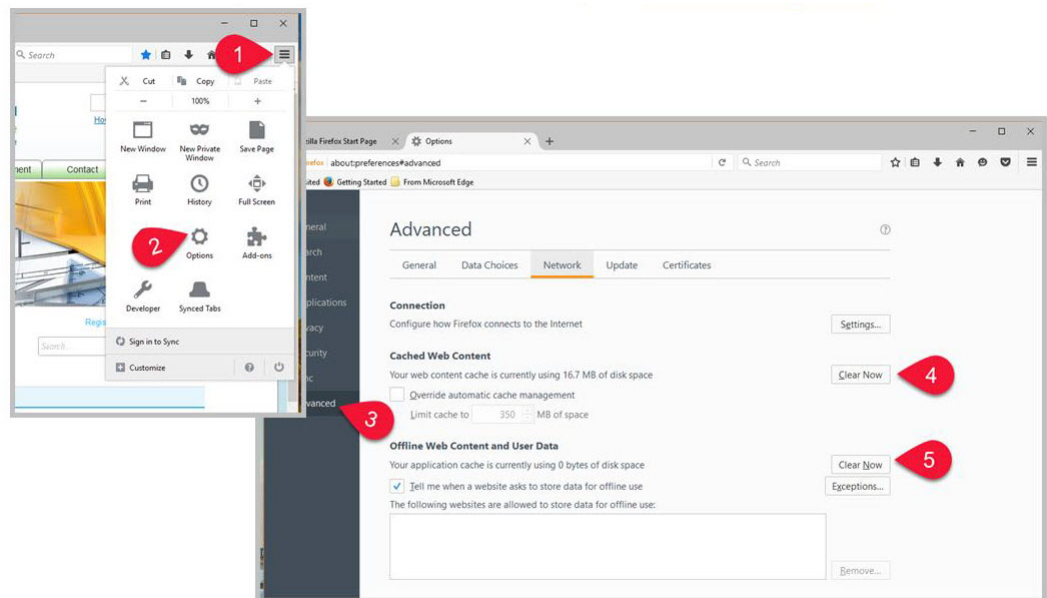 Search
1
Cut Copy Paste
− 100% +
New Window New Private Window Save Page
Contact
Print History Full Screen
2
Options Add-ons
Developer Synced Tabs
Regis
Search...
Sign in to Sync
Customize
zilla Firefox Start Page × Options × +
about:preferences#advanced Search
Getting Started From Microsoft Edge
Advanced
General Data Choices Network Update Certificates
Connection
Configure how Firefox connects to the Internet Settings...
Cached Web Content
Your web content cache is currently using 16.7 MB of disk space Clear Now 4
Override automatic cache management
vanced
3
Limit cache to 350 MB of space
Offline Web Content and User Data
Your application cache is currently using 0 bytes of disk space Clear Now 5
Tell me when a website asks to store data for offline use Exceptions...
The following websites are allowed to store data for offline use:
Remove...